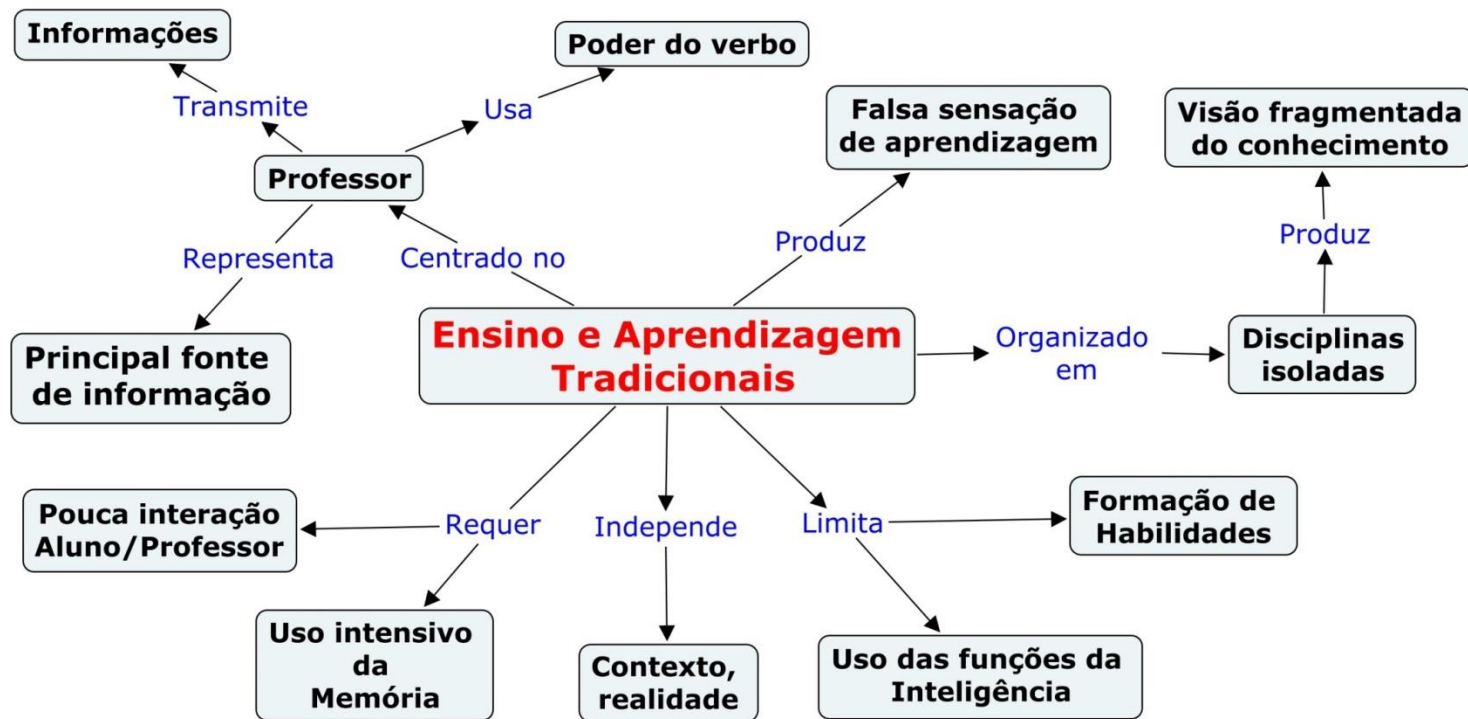 Informações
Poder do verbo
Transmite
Usa
Falsa sensação
de aprendizagem
Visão fragmentada
do conhecimento
Professor
Representa
Centrado no
Produz
Produz
Principal fonte
de informação
Ensino e Aprendizagem
Tradicionais
Organizado
em
Disciplinas
isoladas
Pouca interação
Aluno/Professor
Requer
Independe
Limita
Formação de
Habilidades
Uso intensivo
da
Memória
Contexto,
realidade
Uso das funções da
Inteligência